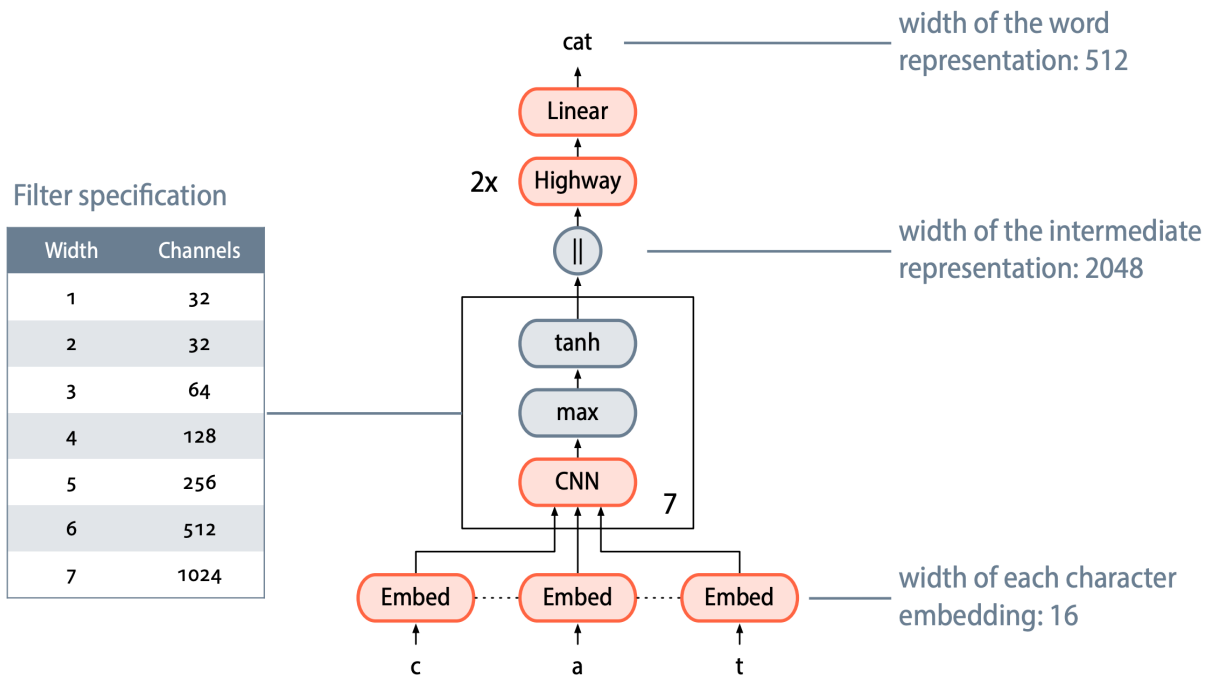 cat
width of the word
representation: 512
Linear
2x
Highway
Filter specification
Width Channels
1 32
2 32
3 64
4 128
5 256
6 512
7 1024
||
width of the intermediate
representation: 2048
tanh
max
CNN
7
Embed Embed Embed
width of each character
embedding: 16
c a t